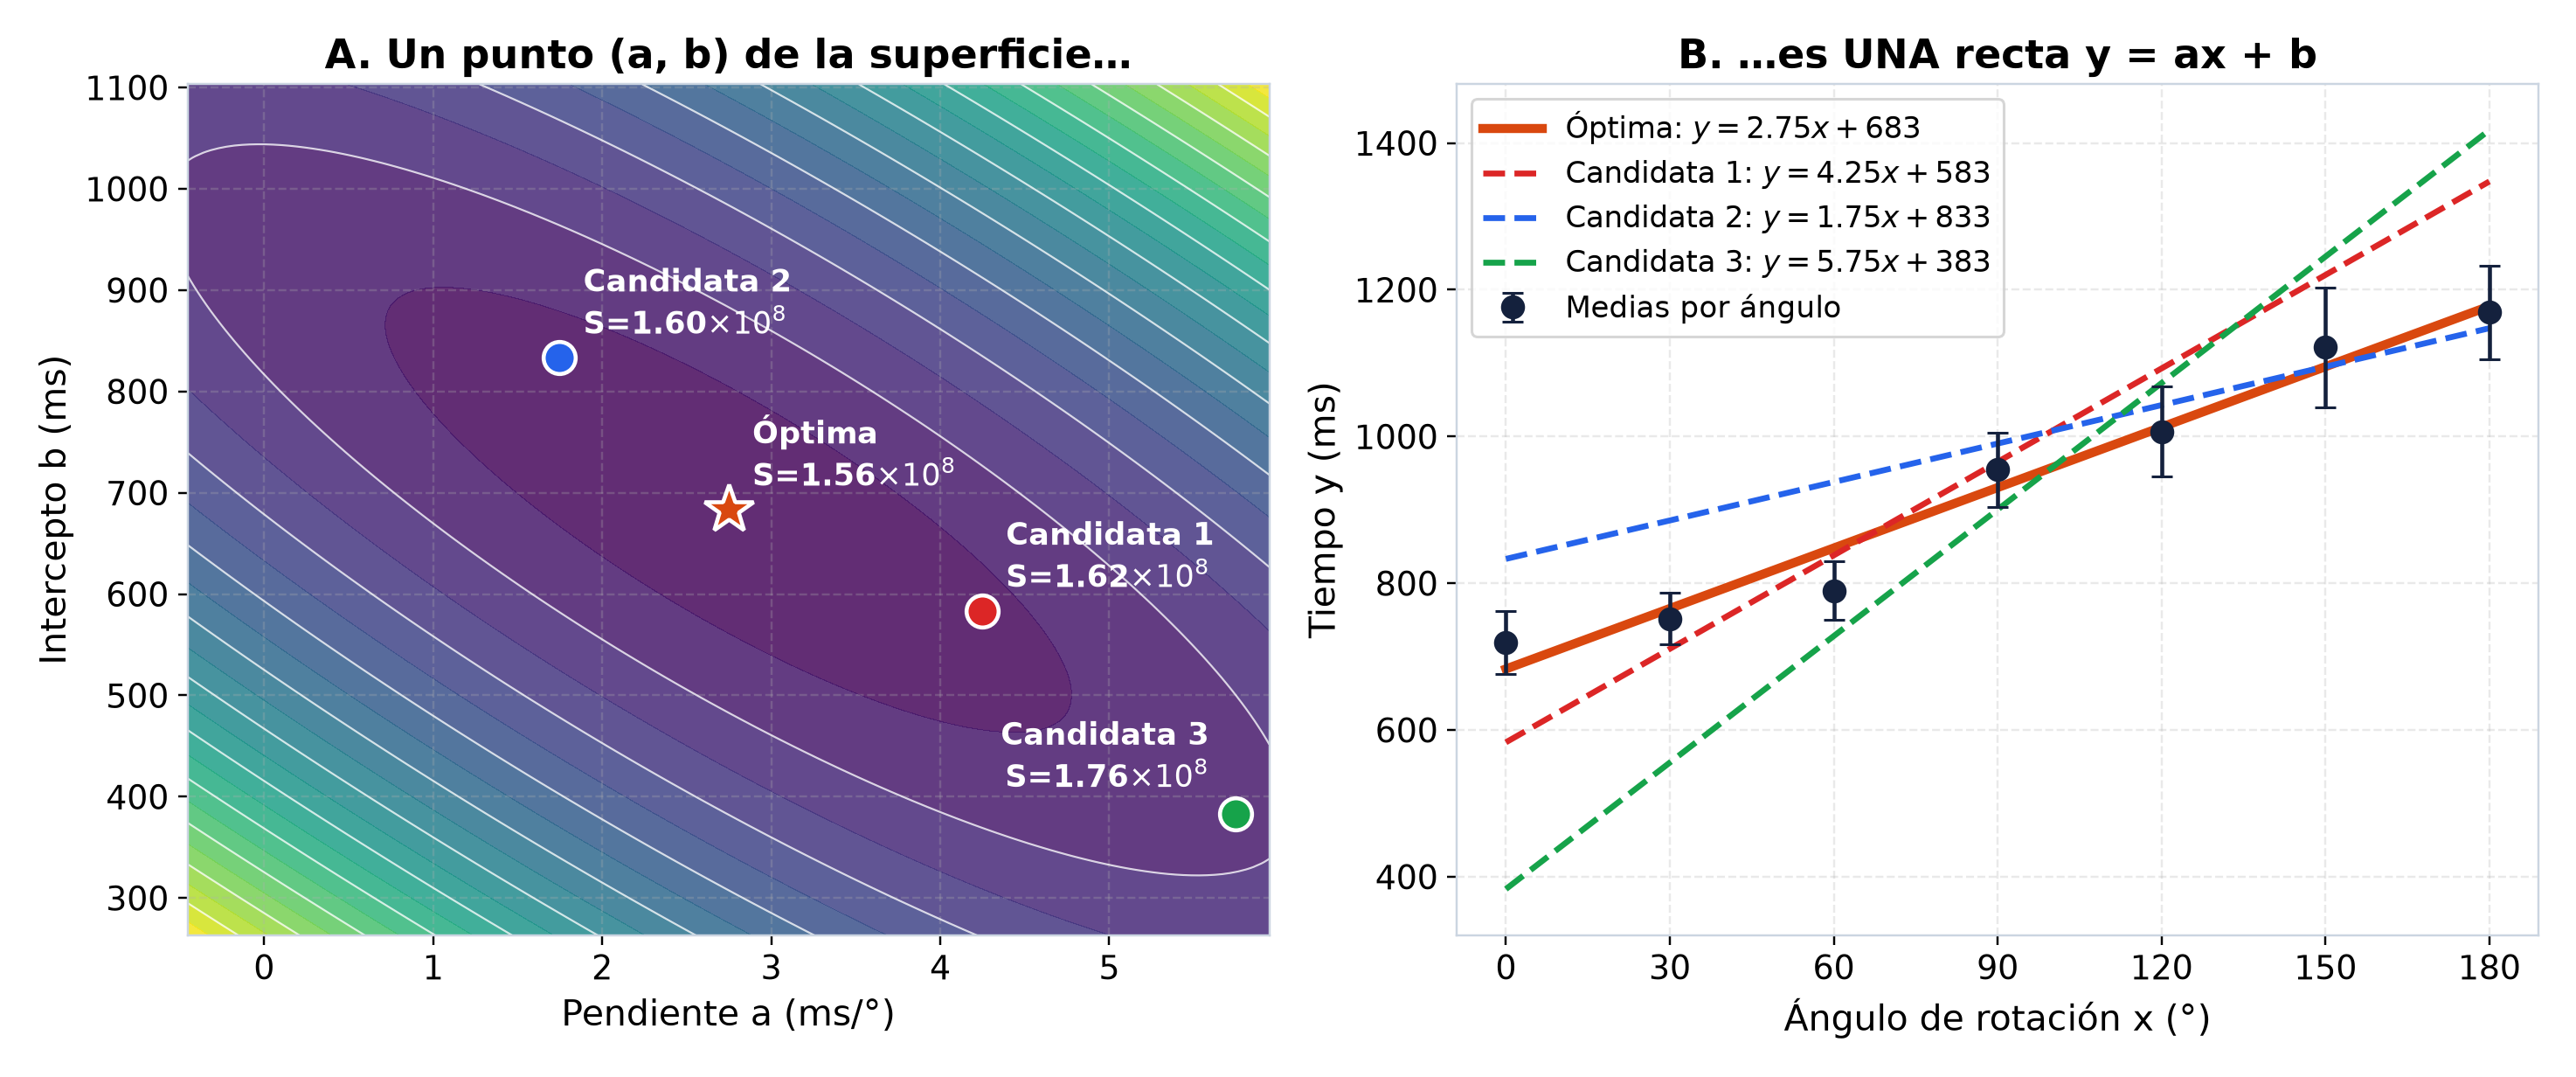 A. Un punto (a, b) de la superficie…
1100
1000
900
800
700
600
500
400
300
Intercepto b (ms)
Candidata 2
S=1.60×10⁸
Óptima
S=1.56×10⁸
Candidata 1
S=1.62×10⁸
Candidata 3
S=1.76×10⁸
0 1 2 3 4 5
Pendiente a (ms/°)
B. …es UNA recta y = ax + b
Óptima: y = 2.75x + 683
Candidata 1: y = 4.25x + 583
Candidata 2: y = 1.75x + 833
Candidata 3: y = 5.75x + 383
Medias por ángulo
1400
1200
1000
800
600
400
Tiempo y (ms)
0 30 60 90 120 150 180
Ángulo de rotación x (°)